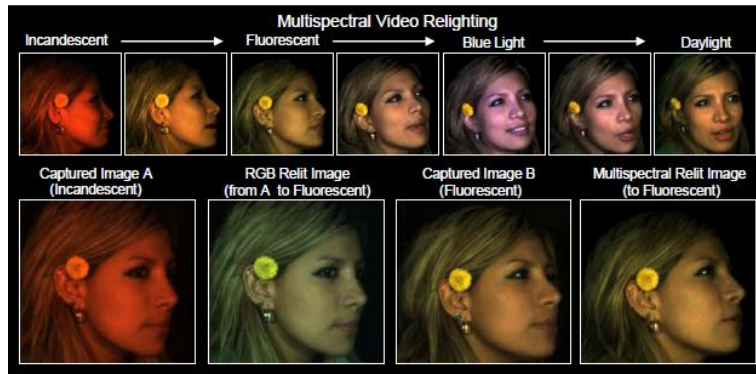 Multispectral Video Relighting
Incandescent
Fluorescent
Blue Light
Daylight
Captured Image A
(Incandescent)
RGB Relit Image
(from A to Fluorescent)
Captured Image B
(Fluorescent)
Multispectral Relit Image
(to Fluorescent)